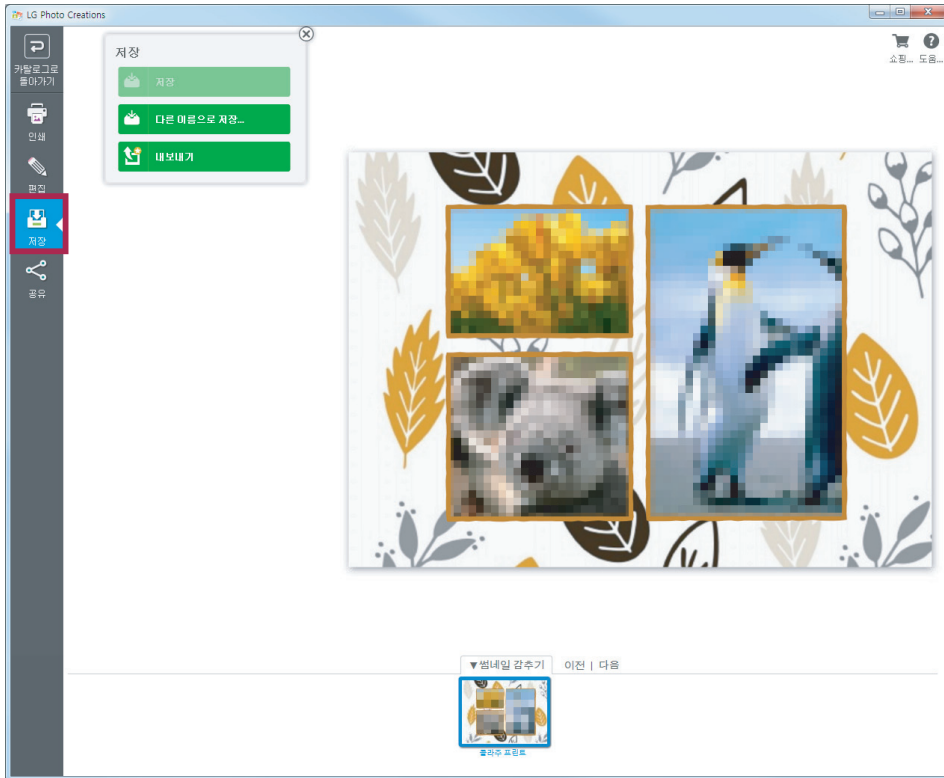 LG Photo Creations
카탈로그로
돌아가기
인쇄
편집
저장
공유
저장
저장
다른 이름으로 저장...
내보내기
쇼핑... 도움...
▼썸네일 감추기 이전 | 다음
콜라주 프린트